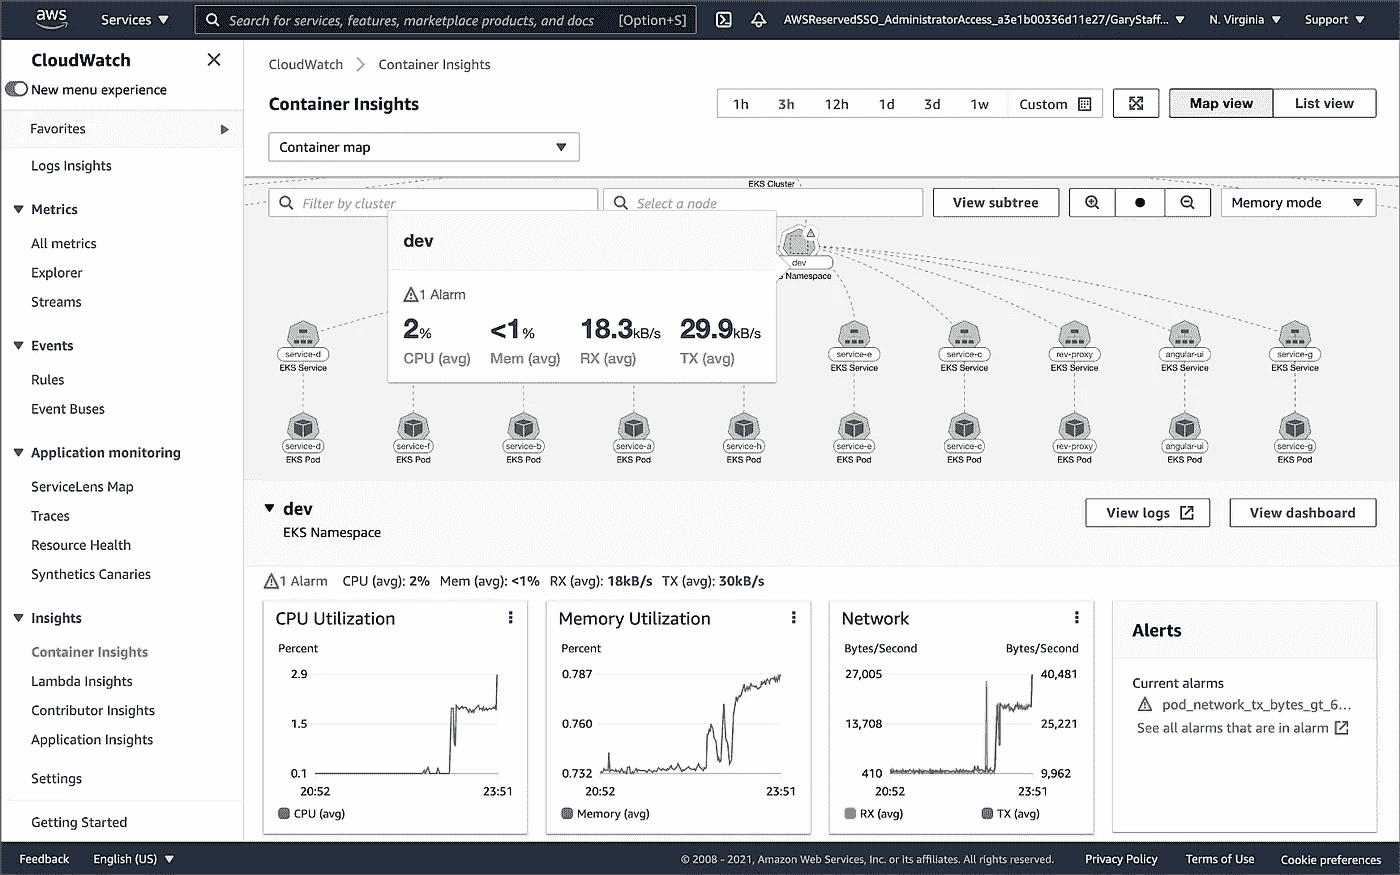 aws
Services
Search for services, features, marketplace products, and docs
[Option+S]
AWSReservedSSO_AdministratorAccess_a3e1b00336d11e27/GaryStaff...
N. Virginia
Support
CloudWatch
New menu experience
Favorites
Logs Insights
Metrics
All metrics
Explorer
Streams
Events
Rules
Event Buses
Application monitoring
ServiceLens Map
Traces
Resource Health
Synthetics Canaries
Insights
Container Insights
Lambda Insights
Contributor Insights
Application Insights
Settings
Getting Started
CloudWatch
Container Insights
Container Insights
1h
3h
12h
1d
3d
1w
Custom
Map view
List view
Container map
EKS Cluster
Filter by cluster
Select a node
View subtree
Memory mode
dev
1 Alarm
2%
<1%
18.3kB/s
29.9kB/s
CPU (avg)
Mem (avg)
RX (avg)
TX (avg)
dev
S Namespace
service-d
EKS Service
service-e
EKS Service
service-c
EKS Service
rev-proxy
EKS Service
angular-ui
EKS Service
service-g
EKS Service
service-d
EKS Pod
service-f
EKS Pod
service-b
EKS Pod
service-a
EKS Pod
service-h
EKS Pod
service-e
EKS Pod
service-c
EKS Pod
rev-proxy
EKS Pod
angular-ui
EKS Pod
service-g
EKS Pod
dev
EKS Namespace
View logs
View dashboard
1 Alarm
CPU (avg): 2%
Mem (avg): <1%
RX (avg): 18kB/s
TX (avg): 30kB/s
CPU Utilization
Percent
2.9
1.5
0.1
20:52
23:51
CPU (avg)
Memory Utilization
Percent
0.787
0.760
0.732
20:52
23:51
Memory (avg)
Network
Bytes/Second
Bytes/Second
27,005
40,481
13,708
25,221
410
9,962
20:52
23:51
RX (avg)
TX (avg)
Alerts
Current alarms
pod_network_tx_bytes_gt_6...
See all alarms that are in alarm
Feedback
English (US)
© 2008 - 2021, Amazon Web Services, Inc. or its affiliates. All rights reserved.
Privacy Policy
Terms of Use
Cookie preferences